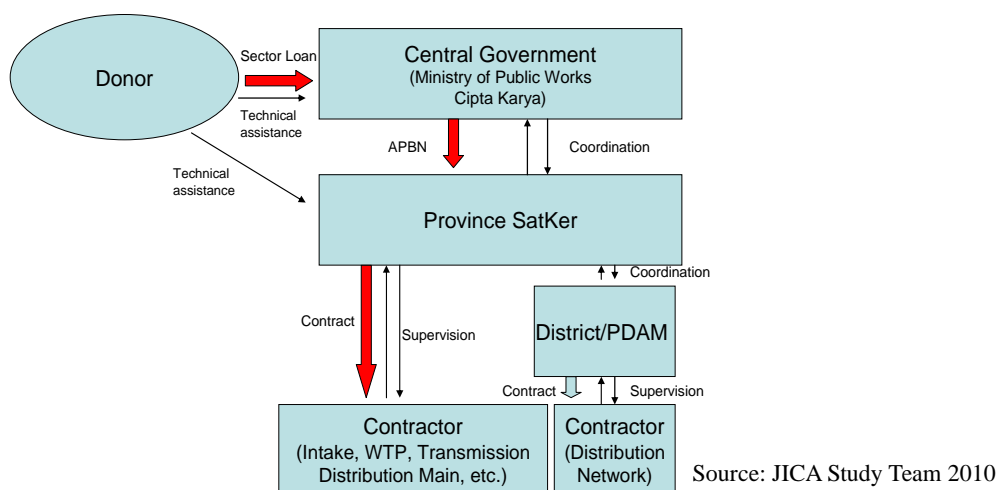 Donor
Sector Loan
Technical
assistance
Technical
assistance
Central Government
(Ministry of Public Works
Cipta Karya)
APBN
Coordination
Province SatKer
Coordination
Contract
Supervision
District/PDAM
Contract
Supervision
Contractor
(Intake, WTP, Transmission
Distribution Main, etc.)
Contractor
(Distribution
Network)
Source: JICA Study Team 2010